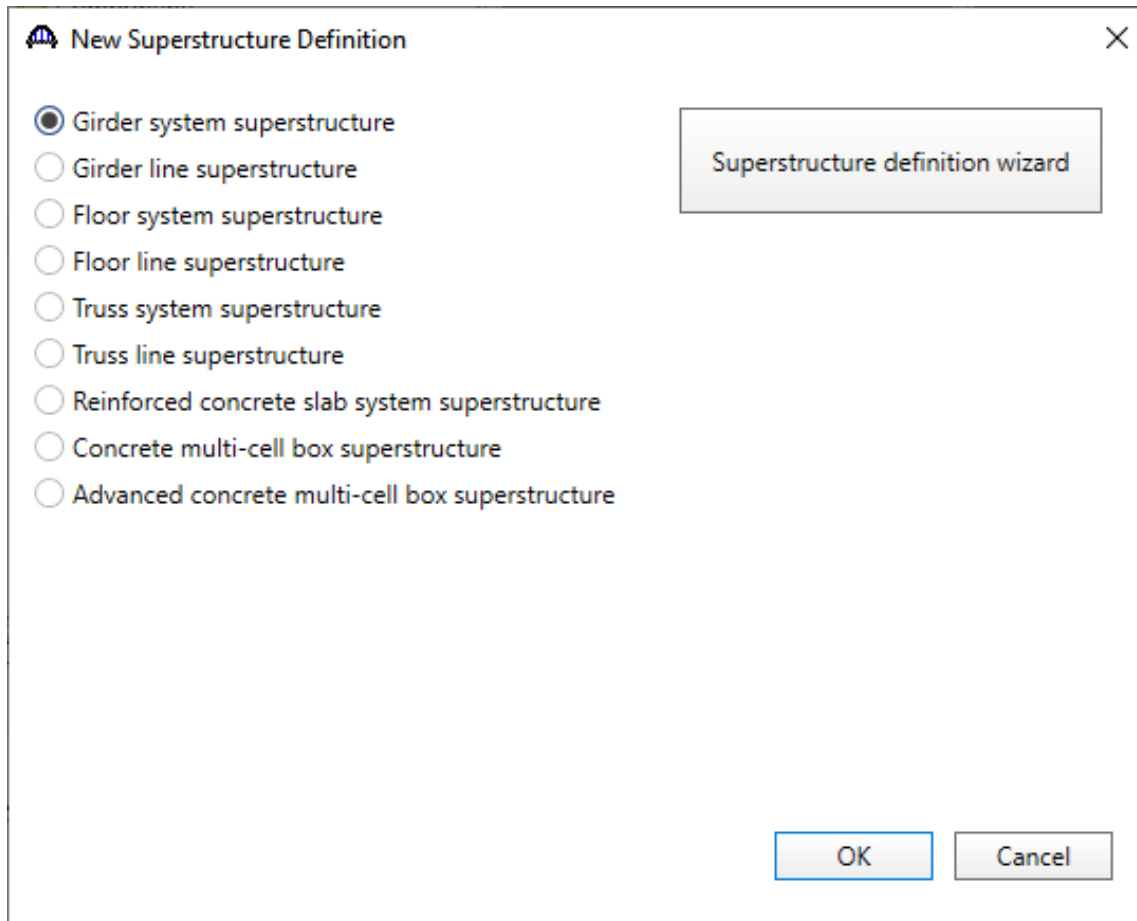 New Superstructure Definition
Girder system superstructure
Superstructure definition wizard
Girder line superstructure
Floor system superstructure
Floor line superstructure
Truss system superstructure
Truss line superstructure
Reinforced concrete slab system superstructure
Concrete multi-cell box superstructure
Advanced concrete multi-cell box superstructure
OK
Cancel